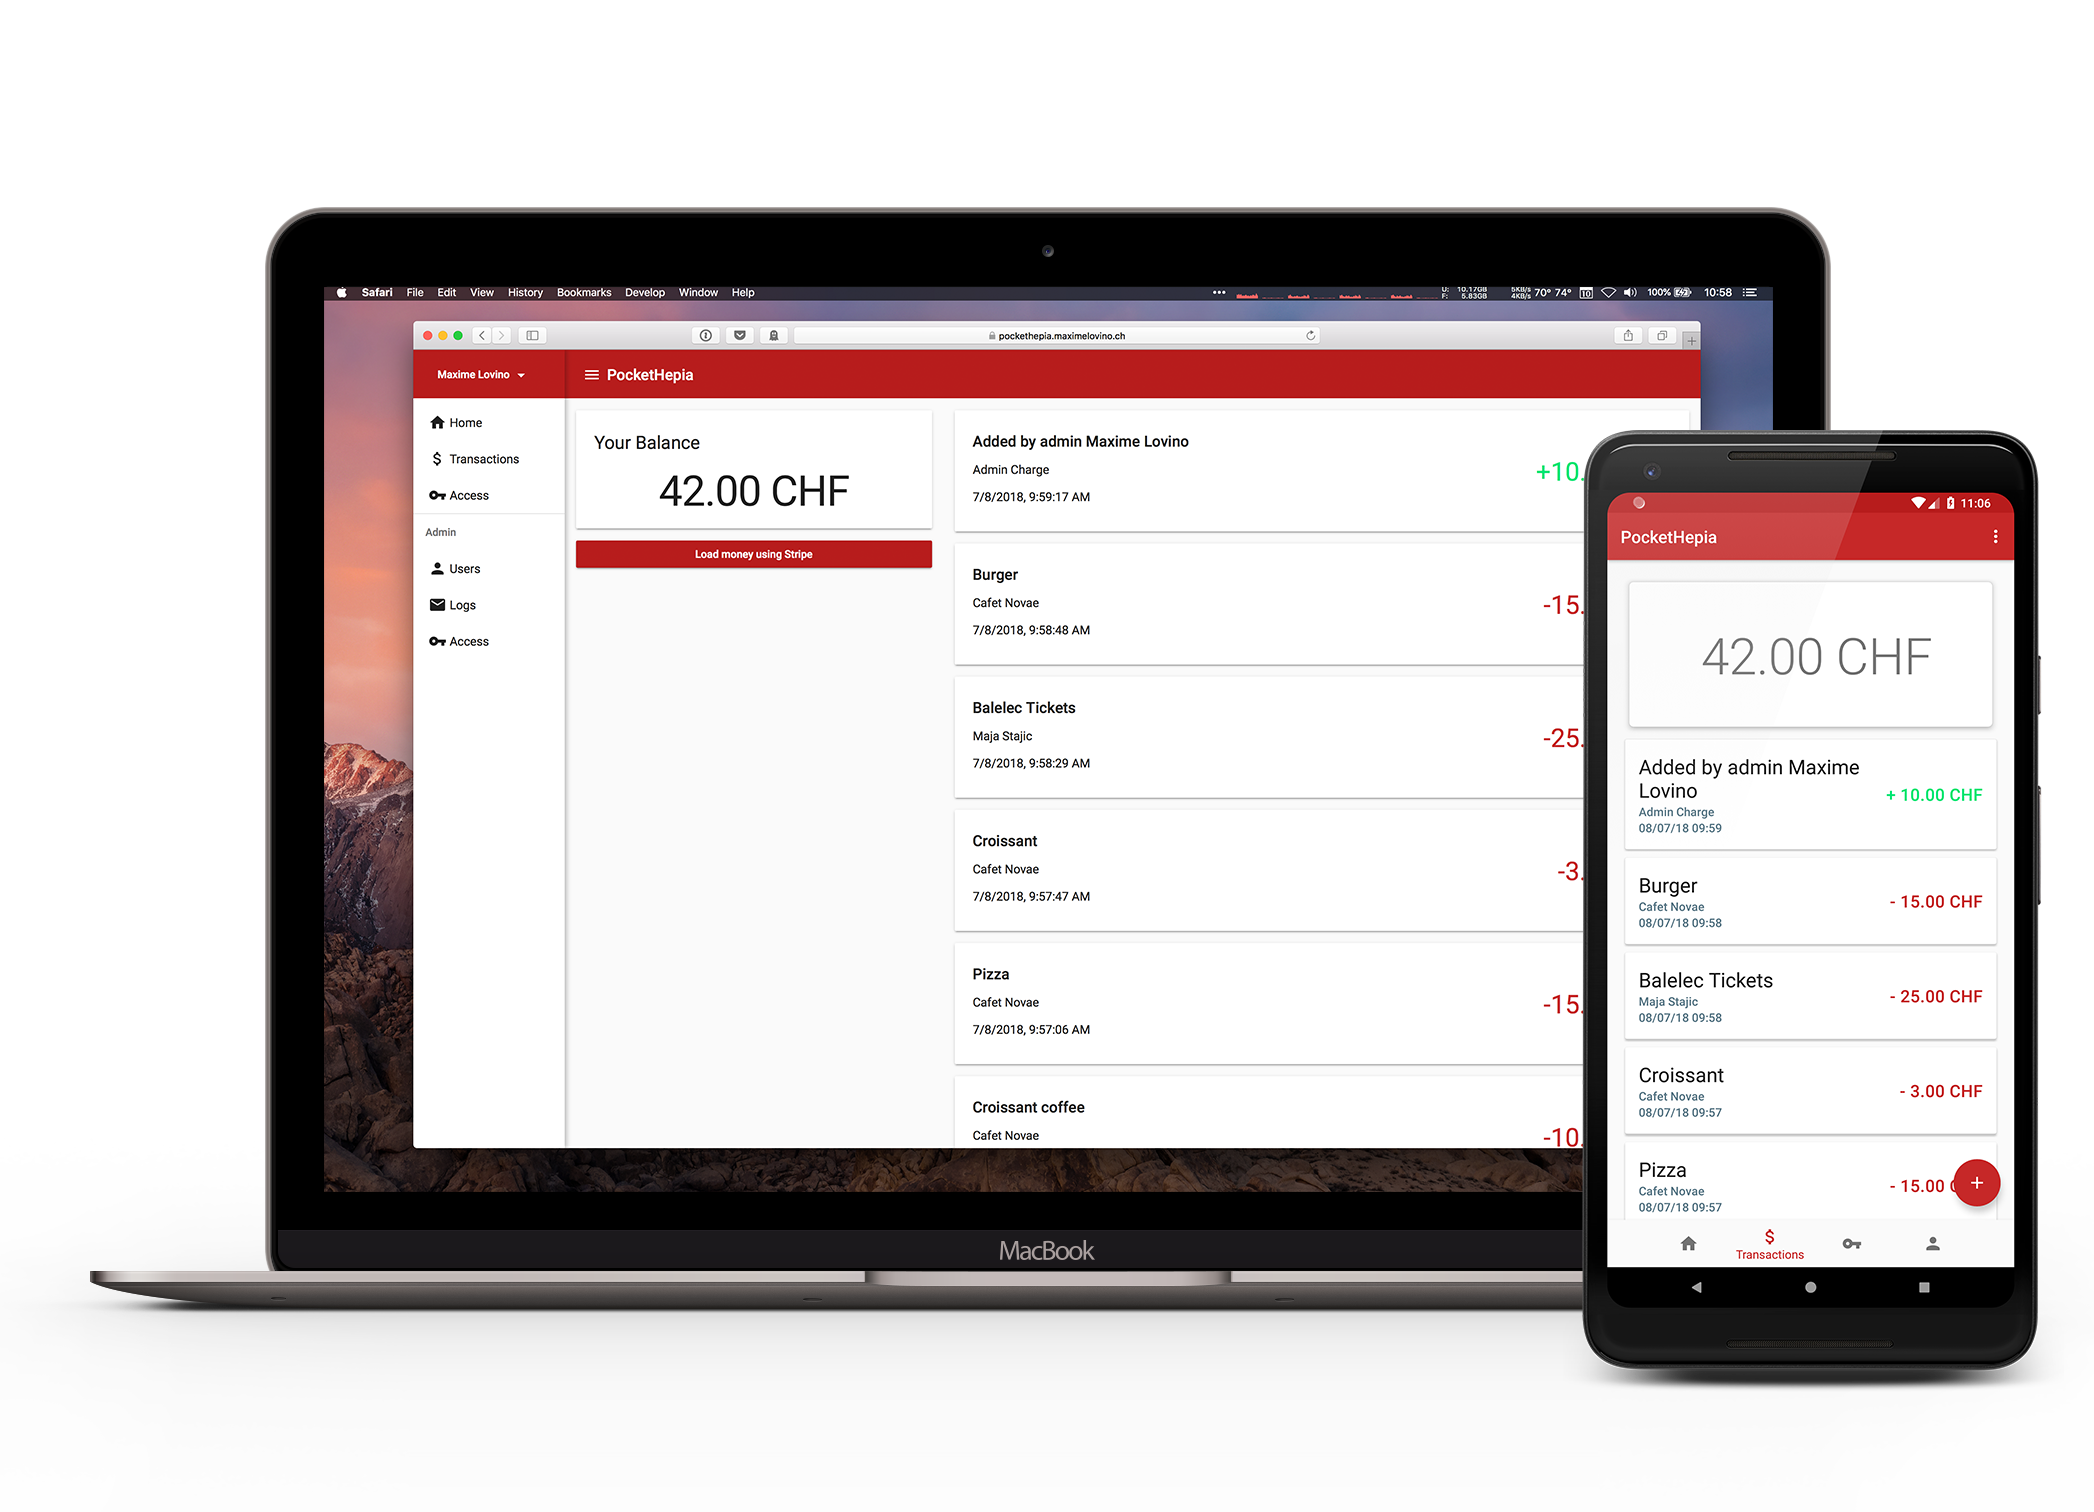 Safari File Edit View History Bookmarks Develop Window Help
U: 10.17GB
F: 5.83GB
5KB/s
4KB/s
70° 74° 10 100% 10:58
pockethepia.maximelovino.ch
Maxime Lovino
PocketHepia
Home
Transactions
Access
Admin
Users
Logs
Access
Your Balance
42.00 CHF
Load money using Stripe
Added by admin Maxime Lovino
Admin Charge
7/8/2018, 9:59:17 AM
+10.
Burger
Cafet Novae
7/8/2018, 9:58:48 AM
-15.
Balelec Tickets
Maja Stajic
7/8/2018, 9:58:29 AM
-25.
Croissant
Cafet Novae
7/8/2018, 9:57:47 AM
-3.
Pizza
Cafet Novae
7/8/2018, 9:57:06 AM
-15.
Croissant coffee
Cafet Novae
-10.
MacBook
11:06
PocketHepia
42.00 CHF
Added by admin Maxime
Lovino
Admin Charge
08/07/18 09:59
+ 10.00 CHF
Burger
Cafet Novae
08/07/18 09:58
- 15.00 CHF
Balelec Tickets
Maja Stajic
08/07/18 09:58
- 25.00 CHF
Croissant
Cafet Novae
08/07/18 09:57
- 3.00 CHF
Pizza
Cafet Novae
08/07/18 09:57
- 15.00
Transactions